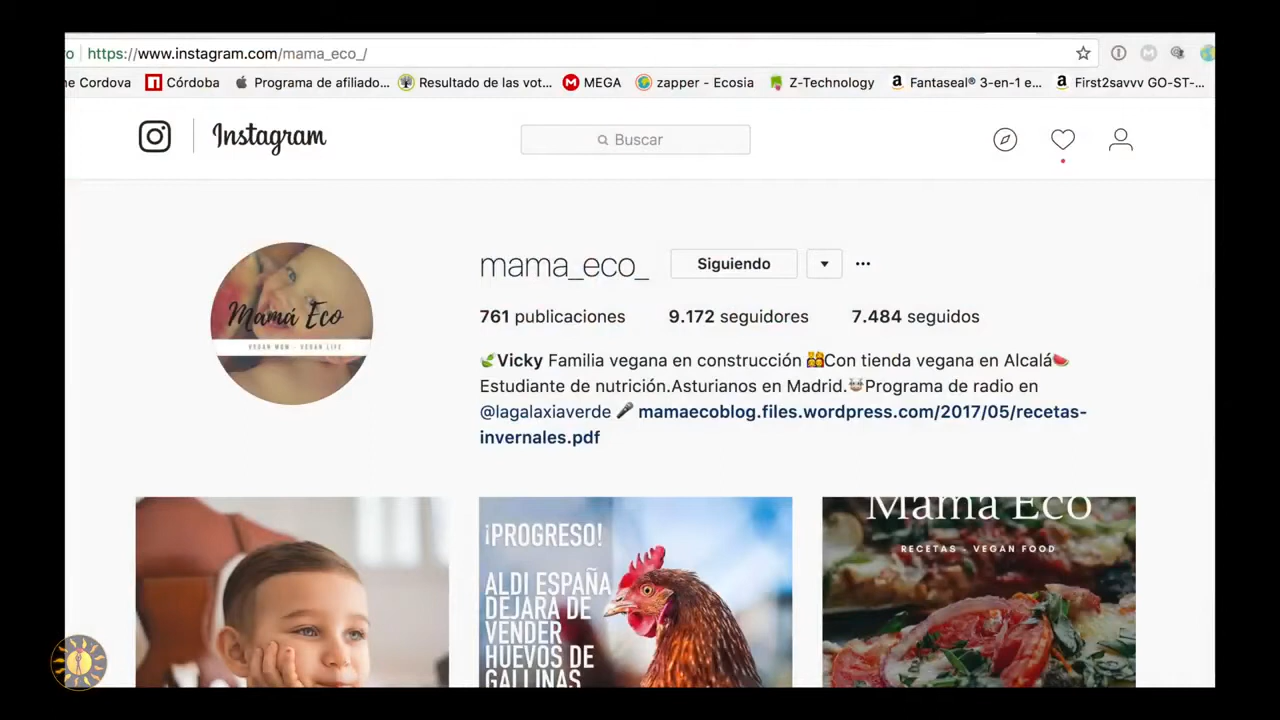 ro https://www.instagram.com/mama_eco_/
ne Cordova Córdoba Programa de afiliado... Resultado de las vot... MEGA zapper - Ecosia Z-Technology Fantaseal® 3-en-1 e... First2savvv GO-ST-...
Instagram Buscar
mama_eco_ Siguiendo
761 publicaciones 9.172 seguidores 7.484 seguidos
Vicky Familia vegana en construcción Con tienda vegana en Alcalá
Estudiante de nutrición.Asturianos en Madrid. Programa de radio en
@lagalaxiaverde mamaecoblog.files.wordpress.com/2017/05/recetas-
invernales.pdf
Mamá Eco
VEGAN MOM - VEGAN LIFE
¡PROGRESO!
ALDI ESPAÑA
DEJARÁ DE
VENDER
HUEVOS DE
GALLINAS
Mamá Eco
RECETAS - VEGAN FOOD